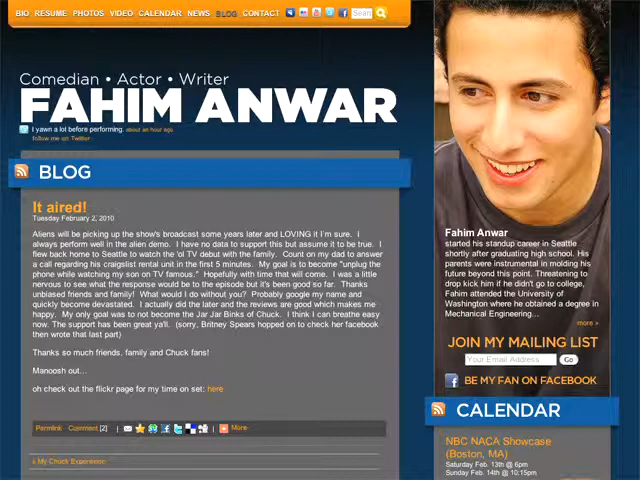 BIO RESUME PHOTOS VIDEO CALENDAR NEWS BLOG CONTACT
Sear
Comedian • Actor • Writer
FAHIM ANWAR
I yawn a lot before performing. about an hour ago
follow me on Twitter
BLOG
It aired!
Tuesday February 2, 2010
Aliens will be picking up the show's broadcast some years later and LOVING it I'm sure. I
always perform well in the alien demo. I have no data to support this but assume it to be true. I
flew back home to Seattle to watch the 'ol TV debut with the family. Count on my dad to answer
a call regarding his craigslist rental unit in the first 5 minutes. My goal is to become "unplug the
phone while watching my son on TV famous." Hopefully with time that will come. I was a little
nervous to see what the response would be to the episode but it's been good so far. Thanks
unbiased friends and family! What would I do without you? Probably google my name and
quickly become devastated. I actually did the later and the reviews are good which makes me
happy. My only goal was to not become the Jar Jar Binks of Chuck. I think I can breathe easy
now. The support has been great ya'll. (sorry, Britney Spears hopped on to check her facebook
then wrote that last part)
Thanks so much friends, family and Chuck fans!
Manoosh out...
oh check out the flickr page for my time on set: here
Permlink Comment [2] | | More
« My Chuck Experience
Fahim Anwar
started his standup career in Seattle
shortly after graduating high school. His
parents were instrumental in molding his
future beyond this point. Threatening to
drop kick him if he didn't go to college,
Fahim attended the University of
Washington where he obtained a degree in
Mechanical Engineering...
more >
JOIN MY MAILING LIST
Your Email Address Go
BE MY FAN ON FACEBOOK
CALENDAR
NBC NACA Showcase
(Boston, MA)
Saturday Feb. 13th @ 6pm
Sunday Feb. 14th @ 10:15pm